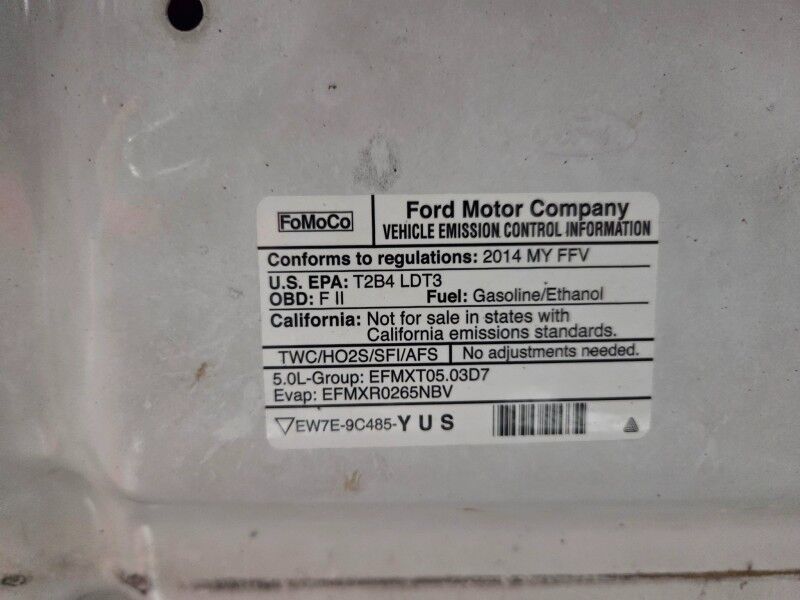 FoMoCo
Ford Motor Company
VEHICLE EMISSION CONTROL INFORMATION
Conforms to regulations: 2014 MY FFV
U.S. EPA: T2B4 LDT3
OBD: F II Fuel: Gasoline/Ethanol
California: Not for sale in states with
California emissions standards.
TWC/HO2S/SFI/AFS No adjustments needed.
5.0L-Group: EFMXT05.03D7
Evap: EFMXR0265NBV
EW7E-9C485-YUS